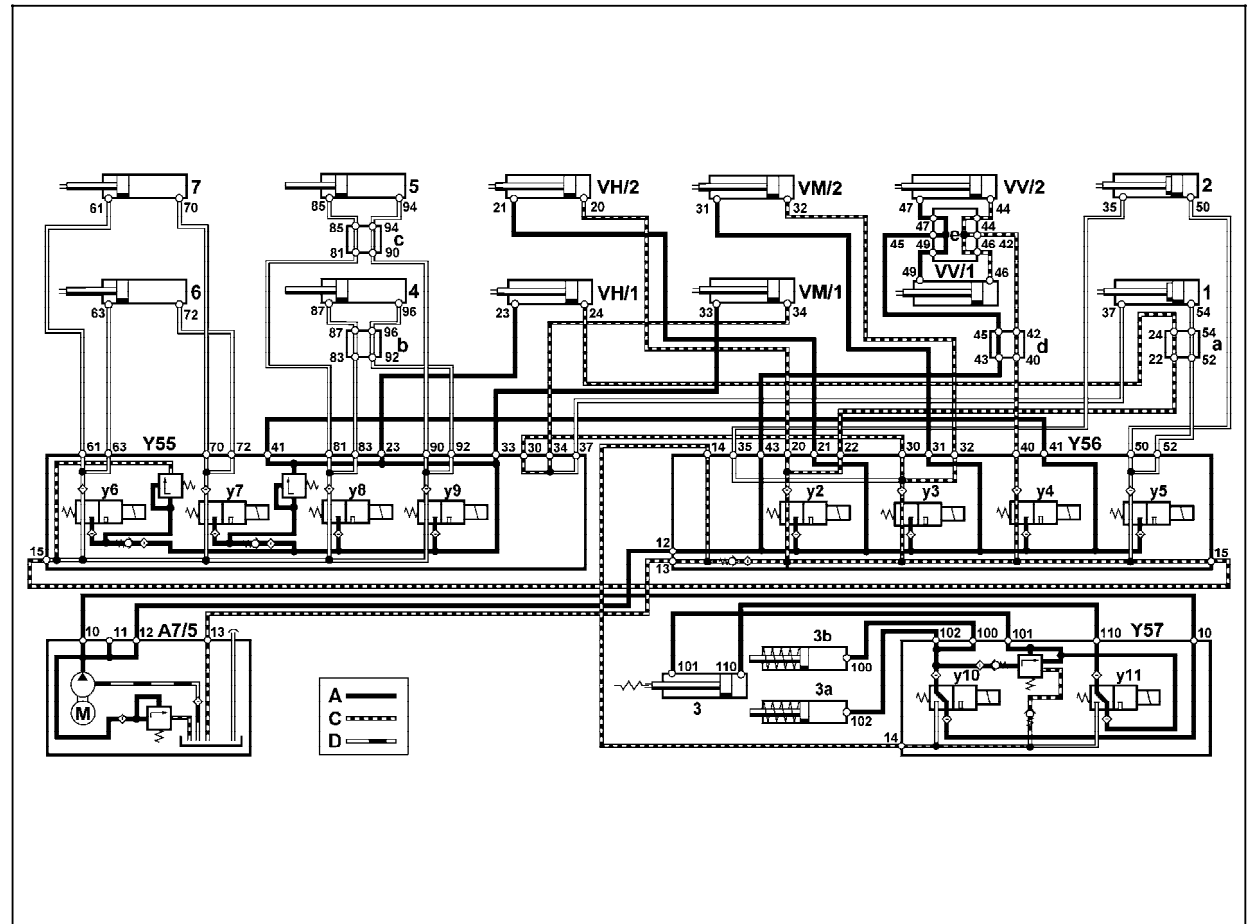 7 5 VH/2 VM/2 VV/2 2
61 70 85 94 21 20 31 32 47 44 35 50
85 94 47 44
c e
81 90 45 49 46 42
6 4 VH/1 VM/1 49 VV/1 46 1
63 72 87 96 23 24 33 34 37 54
87 96 45 42 24 54
b d a
83 92 43 40 22 52
61 63 Y55 70 72 41 81 83 23 90 92 33 30 34 37 14 35 43 20 21 22 30 31 32 40 41 Y56 50 52
y6 y7 y8 y9 y2 y3 y4 y5
15 12 15
13
10 11 12 A7/5 13 3b 102 100 101 110 Y57 10
101 110 100
A y10 y11
M C 3 3a 102
D 14